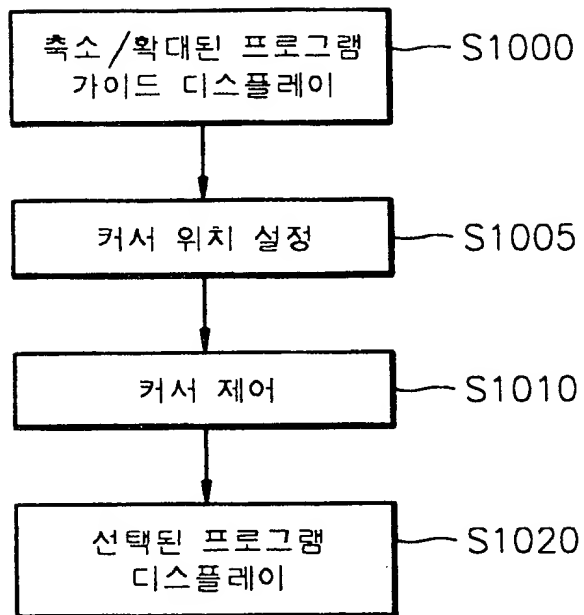 축소/확대된 프로그램
가이드 디스플레이
S1000
커서 위치 설정
S1005
커서 제어
S1010
선택된 프로그램
디스플레이
S1020